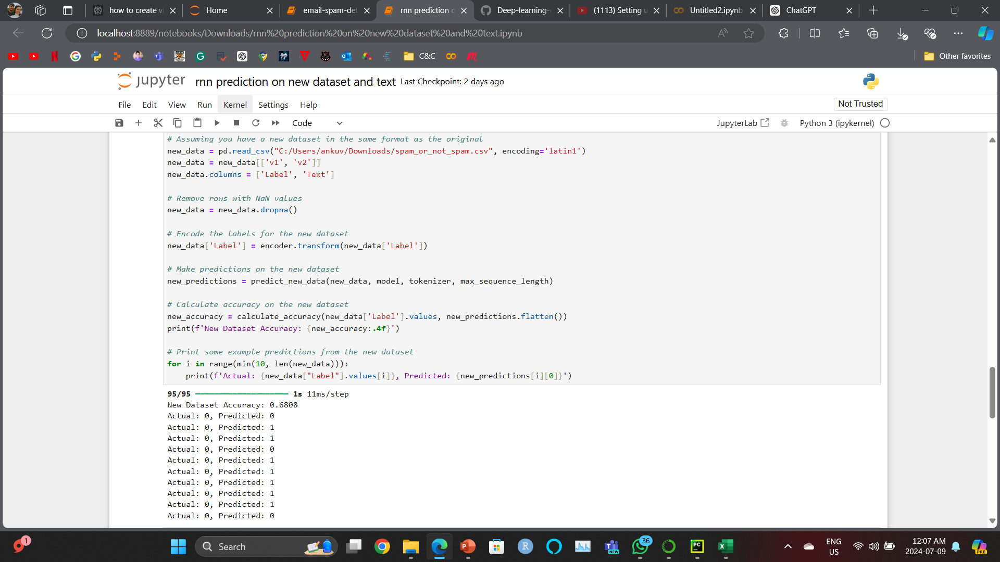 how to create vi
Home
email-spam-det
rnn prediction o
Deep-learning-
(1113) Setting u
Untitled2.ipynb
ChatGPT
localhost:8889/notebooks/Downloads/rnn%20prediction%20on%20new%20dataset%20and%20text.ipynb
C&C
Other favorites
jupyter rnn prediction on new dataset and text Last Checkpoint: 2 days ago
File Edit View Run Kernel Settings Help
Not Trusted
Code
JupyterLab
Python 3 (ipykernel)
# Assuming you have a new dataset in the same format as the original
new_data = pd.read_csv("C:/Users/ankuv/Downloads/spam_or_not_spam.csv", encoding='latin1')
new_data = new_data[['v1', 'v2']]
new_data.columns = ['Label', 'Text']
# Remove rows with NaN values
new_data = new_data.dropna()
# Encode the labels for the new dataset
new_data['Label'] = encoder.transform(new_data['Label'])
# Make predictions on the new dataset
new_predictions = predict_new_data(new_data, model, tokenizer, max_sequence_length)
# Calculate accuracy on the new dataset
new_accuracy = calculate_accuracy(new_data['Label'].values, new_predictions.flatten())
print(f'New Dataset Accuracy: {new_accuracy:.4f}')
# Print some example predictions from the new dataset
for i in range(min(10, len(new_data))):
    print(f'Actual: {new_data["Label"].values[i]}, Predicted: {new_predictions[i][0]}')
95/95 ━━━━━━━━━━━━━━━━━━━━ 1s 11ms/step
New Dataset Accuracy: 0.6808
Actual: 0, Predicted: 0
Actual: 0, Predicted: 1
Actual: 0, Predicted: 1
Actual: 0, Predicted: 0
Actual: 0, Predicted: 1
Actual: 0, Predicted: 1
Actual: 0, Predicted: 1
Actual: 0, Predicted: 1
Actual: 0, Predicted: 1
Actual: 0, Predicted: 0
1
Search
36
ENG
US
12:07 AM
2024-07-09